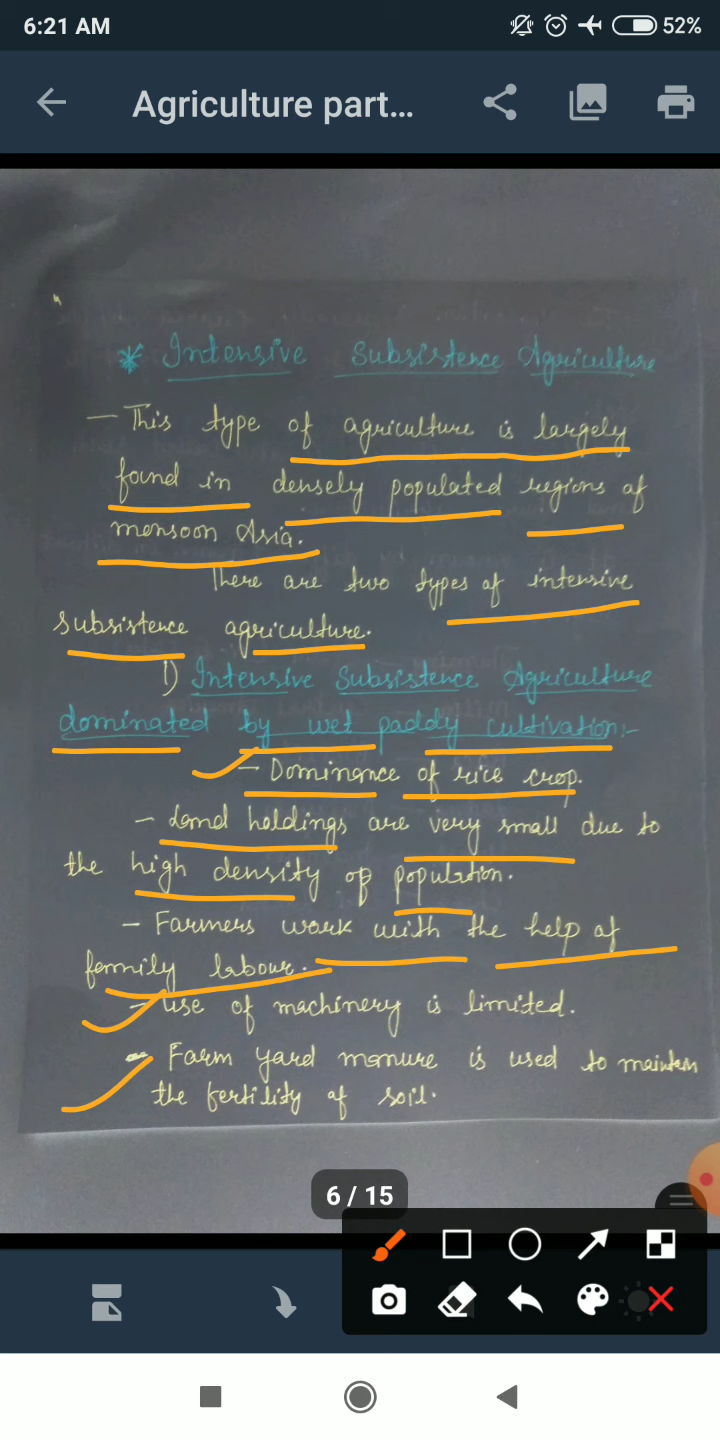 6:21 AM
52%
Agriculture part...
* Intensive Subsistence Agriculture
— This type of agriculture is largely
found in densely populated regions of
monsoon Asia.
There are two types of intensive
subsistence agriculture.
1) Intensive Subsistence Agriculture
dominated by wet paddy cultivation:-
- Dominance of rice crop.
- Land holdings are very small due to
the high density of population.
- Farmers work with the help of
family labour.
- Use of machinery is limited.
- Farm yard manure is used to maintain
the fertility of soil.
6 / 15